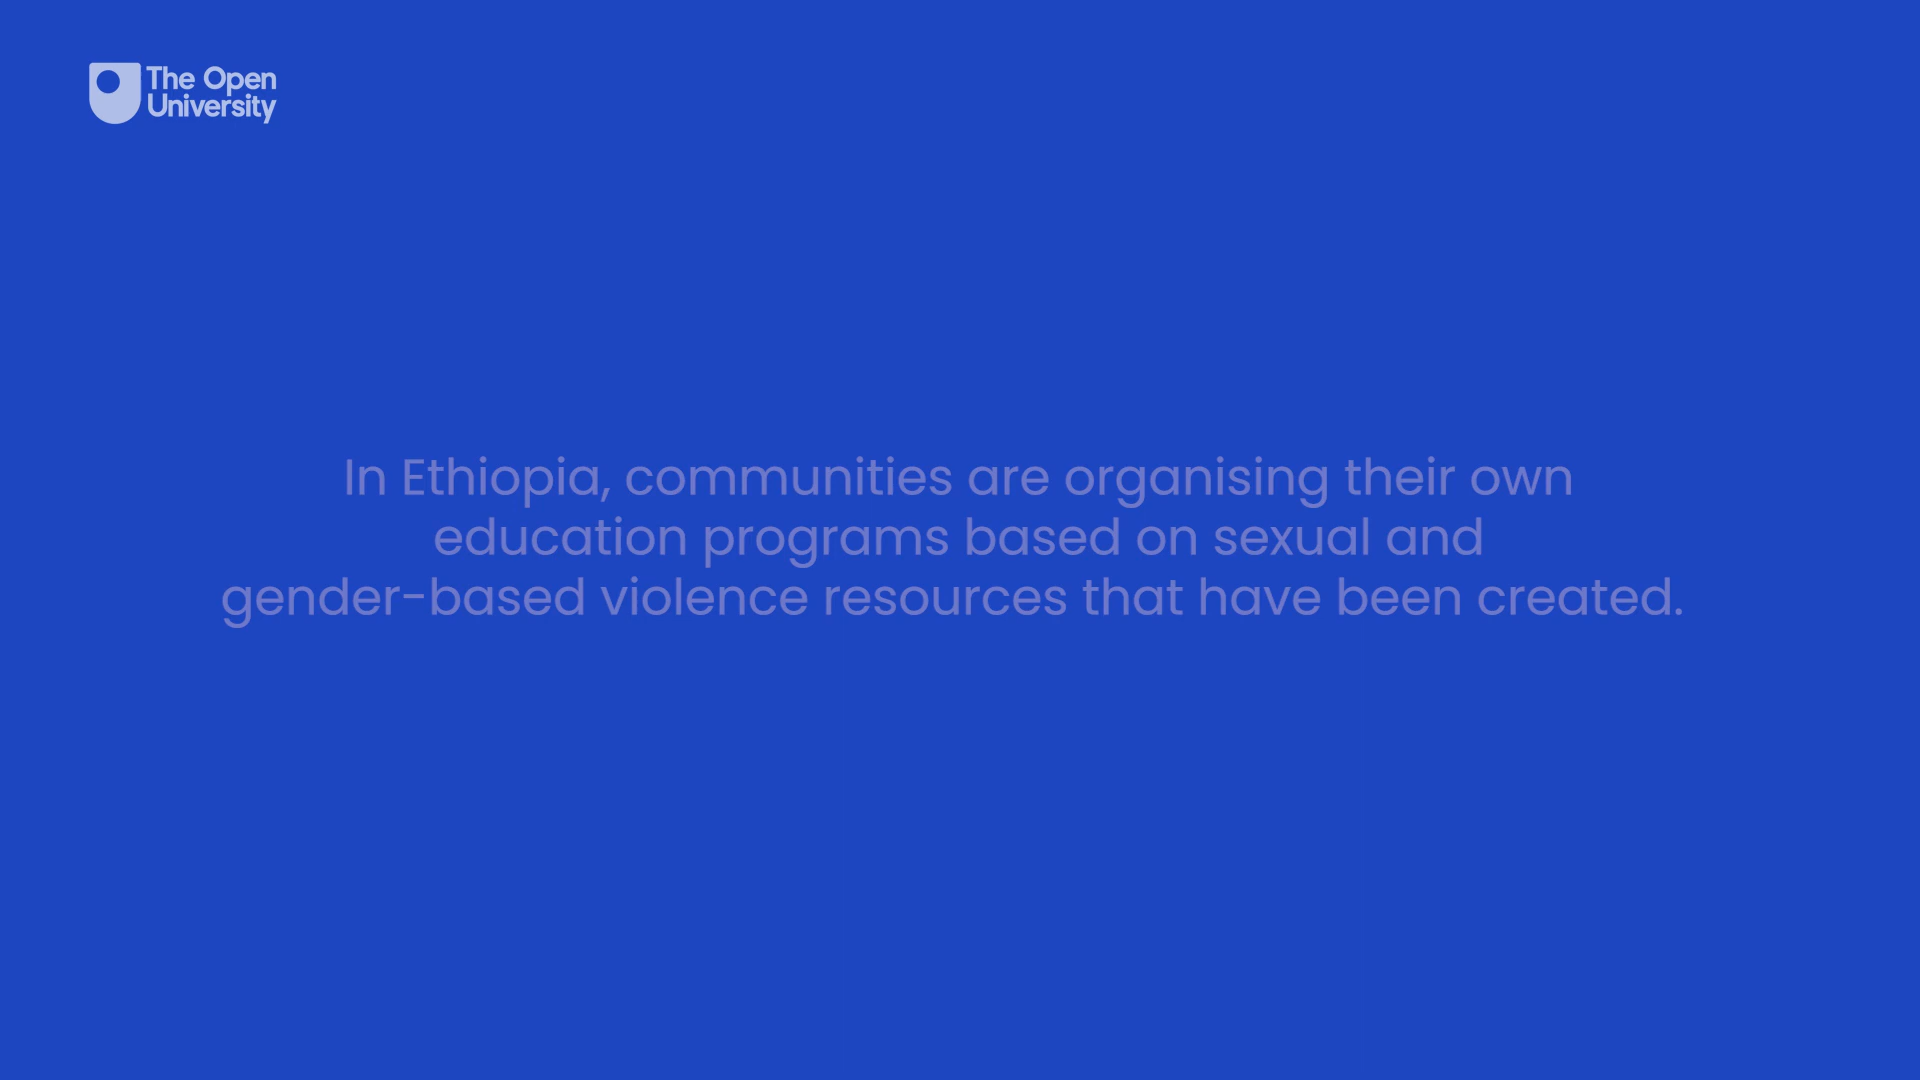 The Open
University
In Ethiopia, communities are organising their own
education programs based on sexual and
gender-based violence resources that have been created.